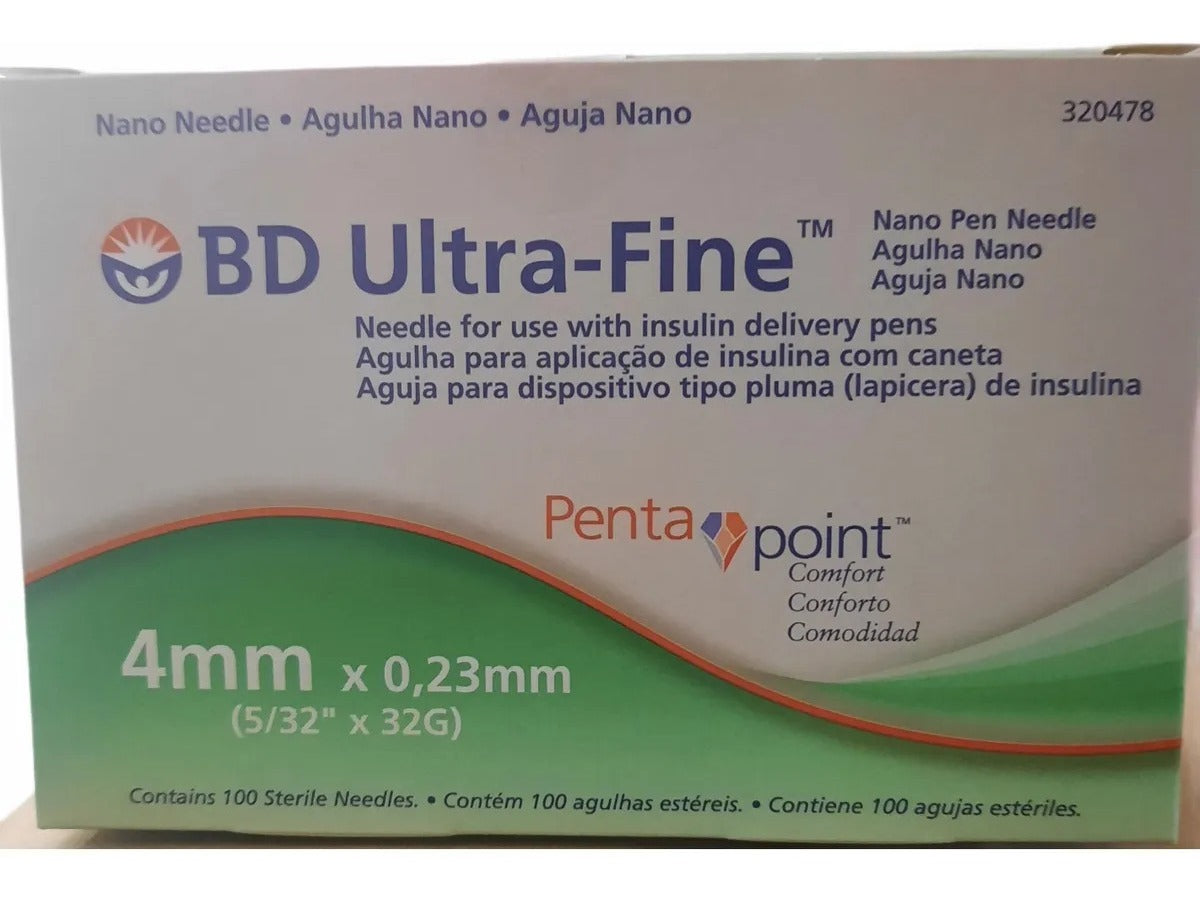 Nano Needle • Agulha Nano • Aguja Nano
320478
BD Ultra-Fine™
Nano Pen Needle
Agulha Nano
Aguja Nano
Needle for use with insulin delivery pens
Agulha para aplicação de insulina com caneta
Aguja para dispositivo tipo pluma (lapicera) de insulina
Penta point™
Comfort
Conforto
Comodidad
4mm x 0,23mm
(5/32" x 32G)
Contains 100 Sterile Needles. • Contém 100 agulhas estéreis. • Contiene 100 agujas estériles.